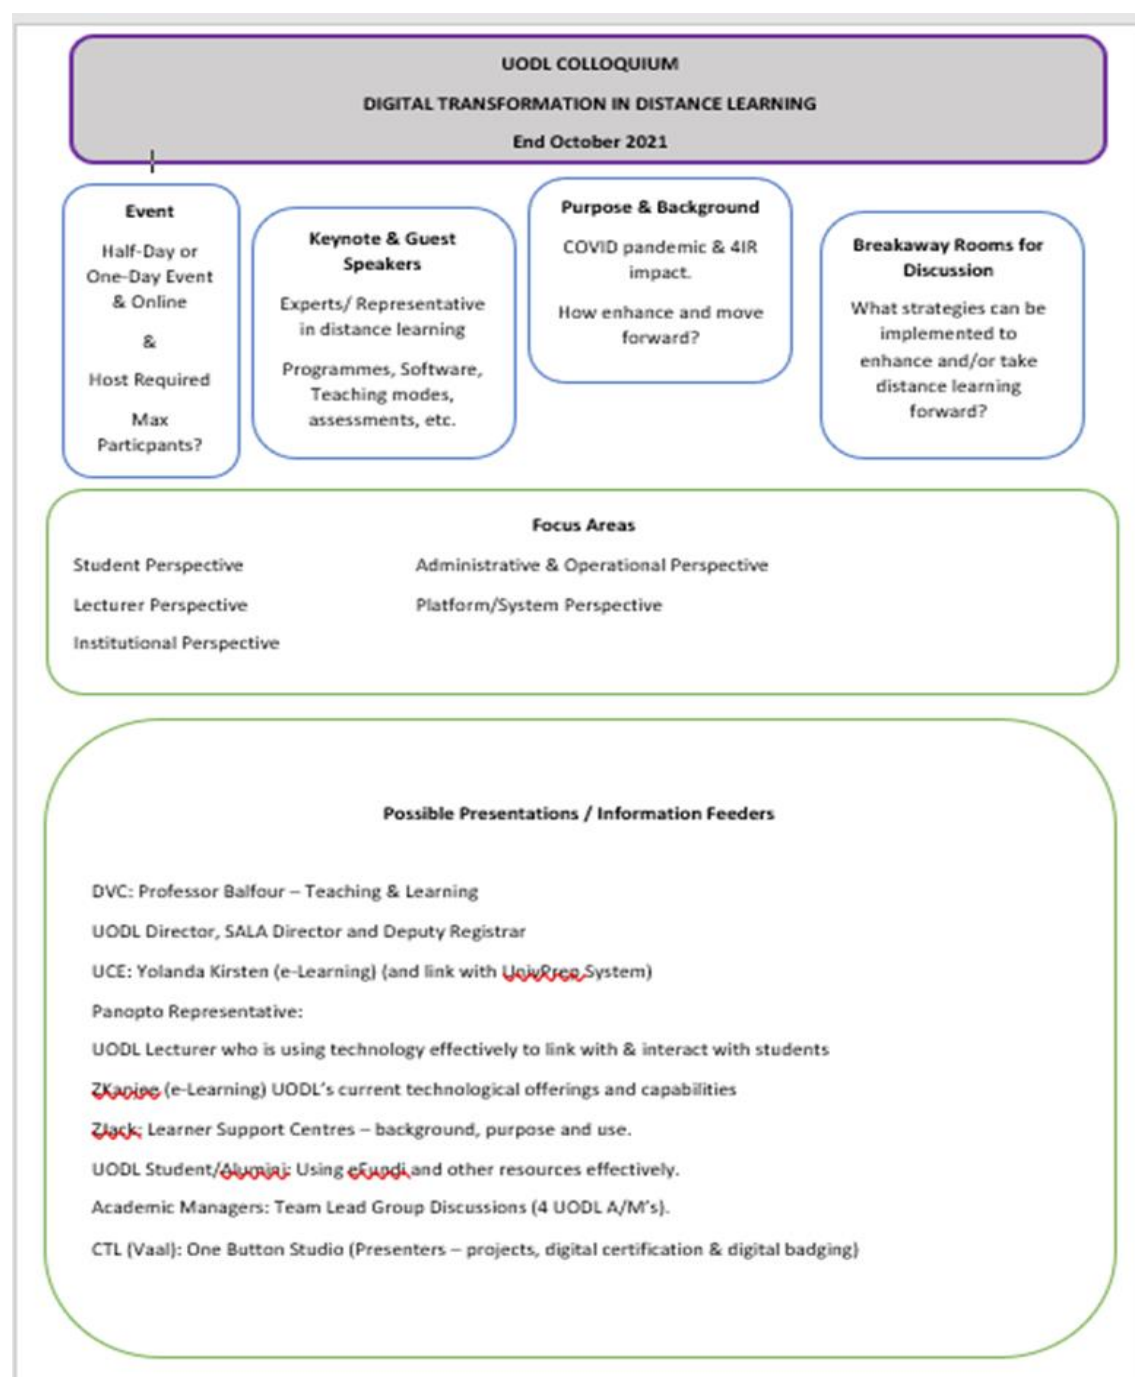 UODL COLLOQUIUM
DIGITAL TRANSFORMATION IN DISTANCE LEARNING
End October 2021
Event
Half-Day or
One-Day Event
& Online
&
Host Required
Max
Particpants?
Keynote & Guest
Speakers
Experts/ Representative
in distance learning
Programmes, Software,
Teaching modes,
assessments, etc.
Purpose & Background
COVID pandemic & 4IR
impact.
How enhance and move
forward?
Breakaway Rooms for
Discussion
What strategies can be
implemented to
enhance and/or take
distance learning
forward?
Focus Areas
Student Perspective Administrative & Operational Perspective
Lecturer Perspective Platform/System Perspective
Institutional Perspective
Possible Presentations / Information Feeders
DVC: Professor Balfour – Teaching & Learning
UODL Director, SALA Director and Deputy Registrar
UCE: Yolanda Kirsten (e-Learning) (and link with UnivPrep System)
Panopto Representative:
UODL Lecturer who is using technology effectively to link with & interact with students
ZKanjee (e-Learning) UODL's current technological offerings and capabilities
ZJack: Learner Support Centres – background, purpose and use.
UODL Student/Alumini: Using eFundi and other resources effectively.
Academic Managers: Team Lead Group Discussions (4 UODL A/M's).
CTL (Vaal): One Button Studio (Presenters – projects, digital certification & digital badging)